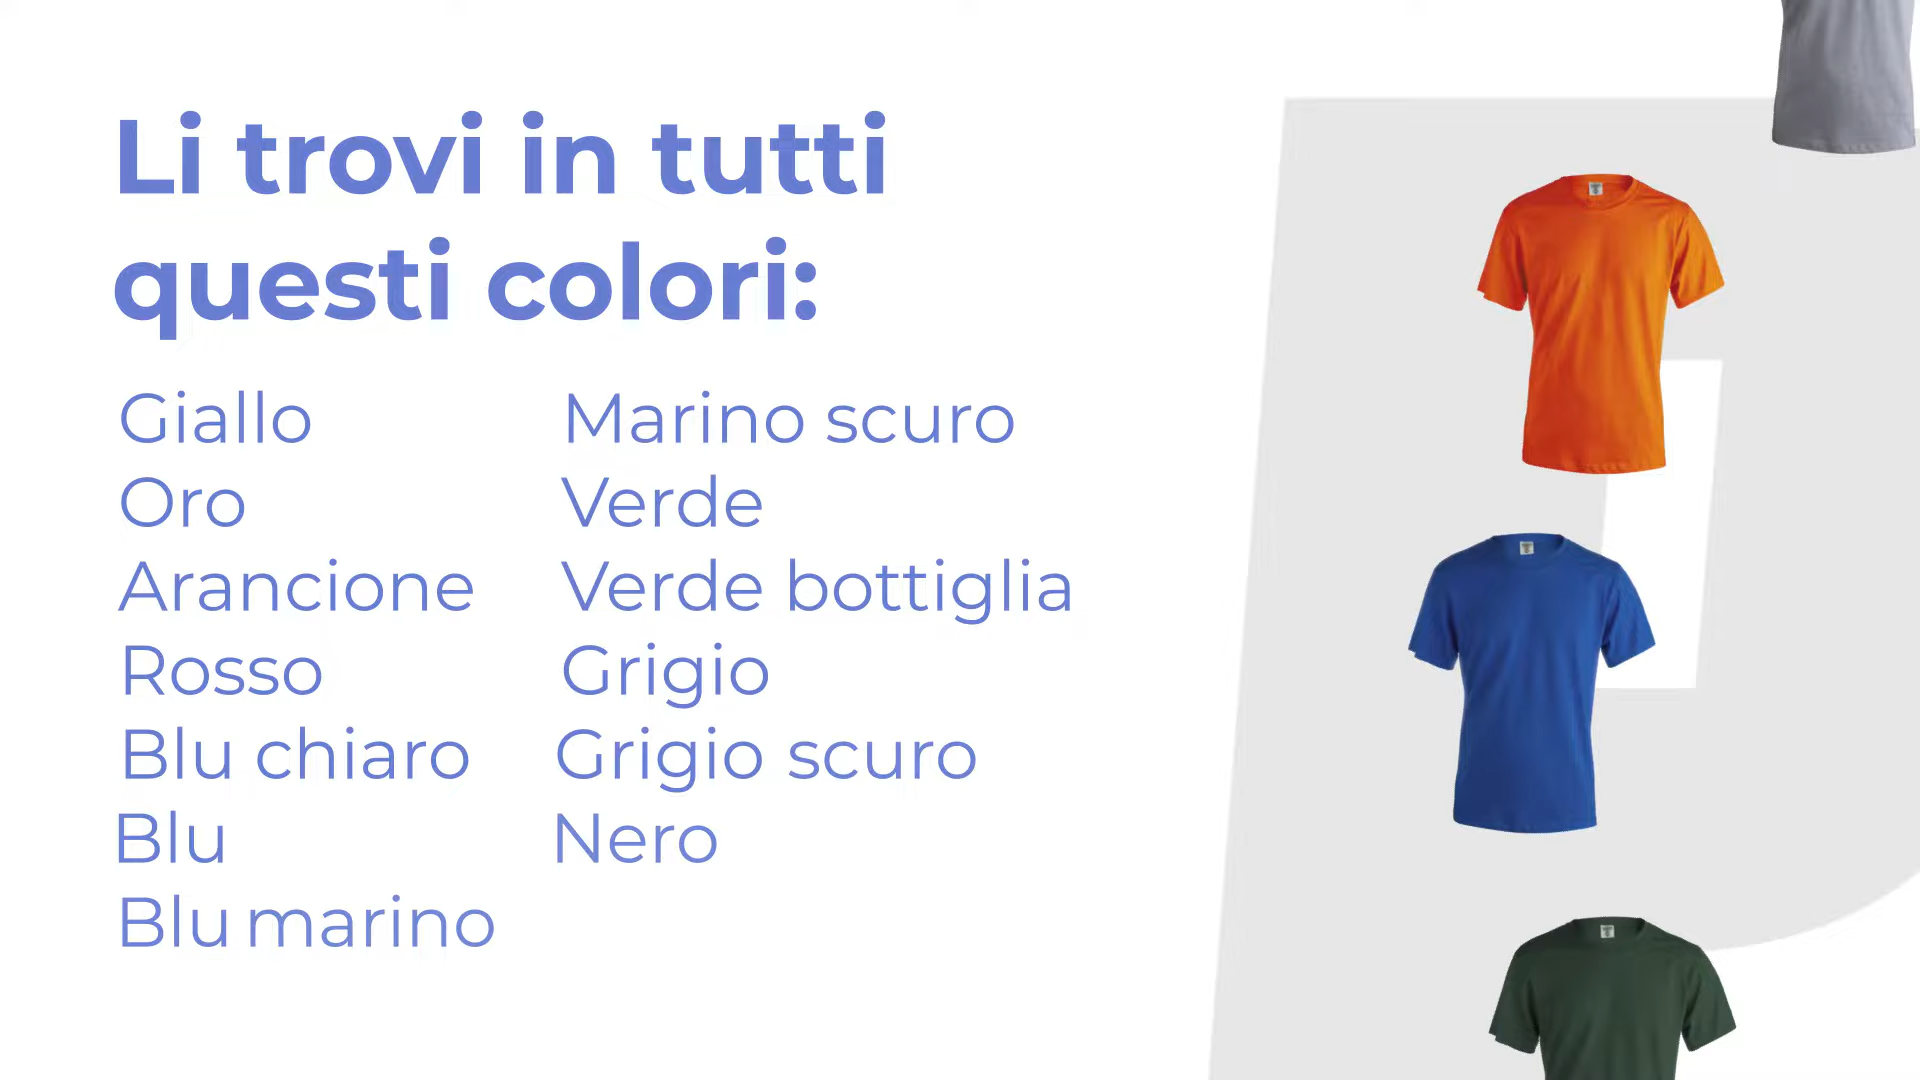 Li trovi in tutti
questi colori:
Giallo
Oro
Arancione
Rosso
Blu chiaro
Blu
Blu marino
Marino scuro
Verde
Verde bottiglia
Grigio
Grigio scuro
Nero